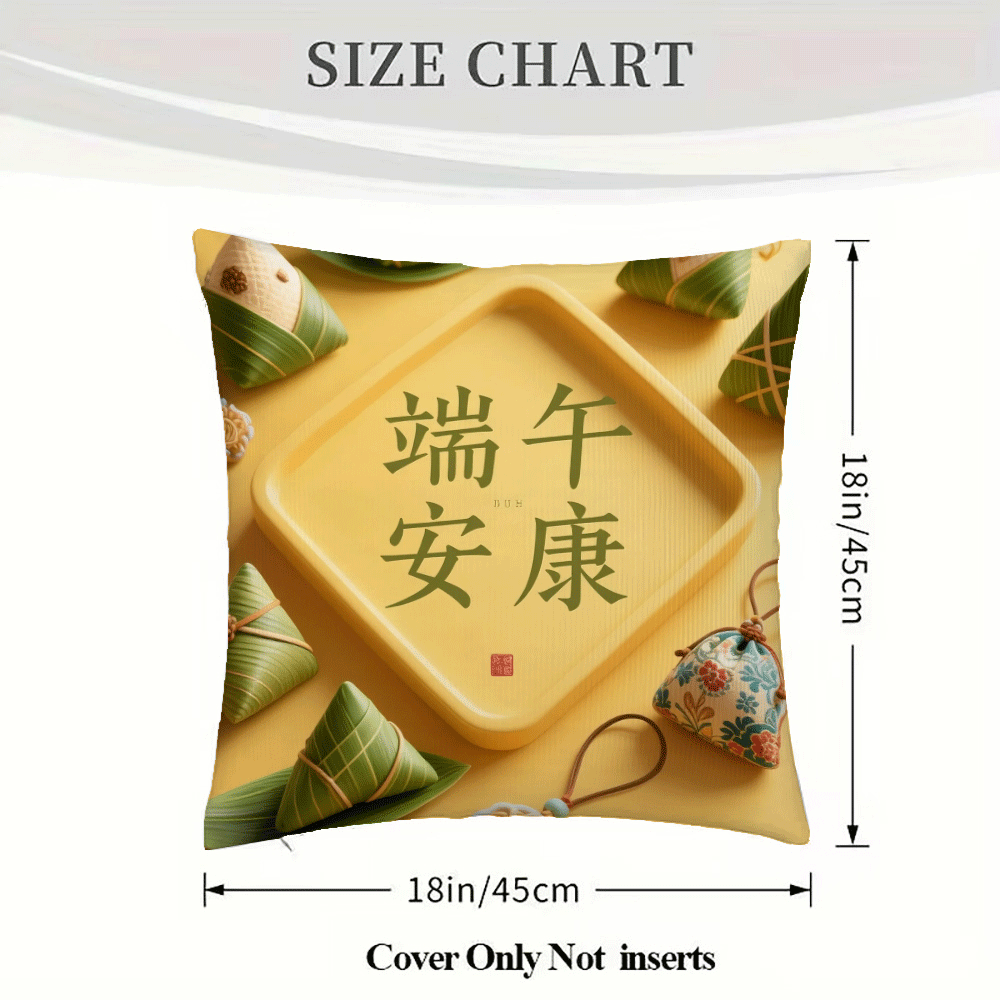 SIZE CHART
端午
安康
18in/45cm
18in/45cm
Cover Only Not inserts